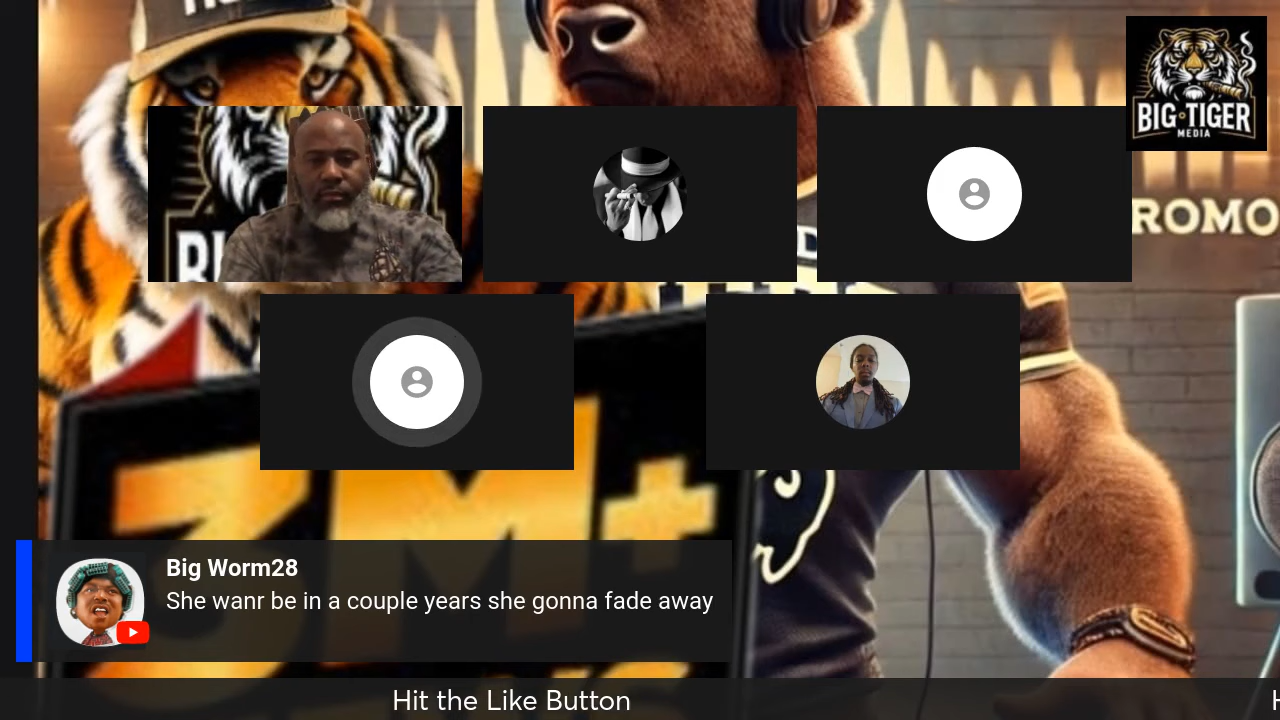 BIG·TIGER
MEDIA
ROMO
3M+
Big Worm28
She wanr be in a couple years she gonna fade away
Hit the Like Button
H